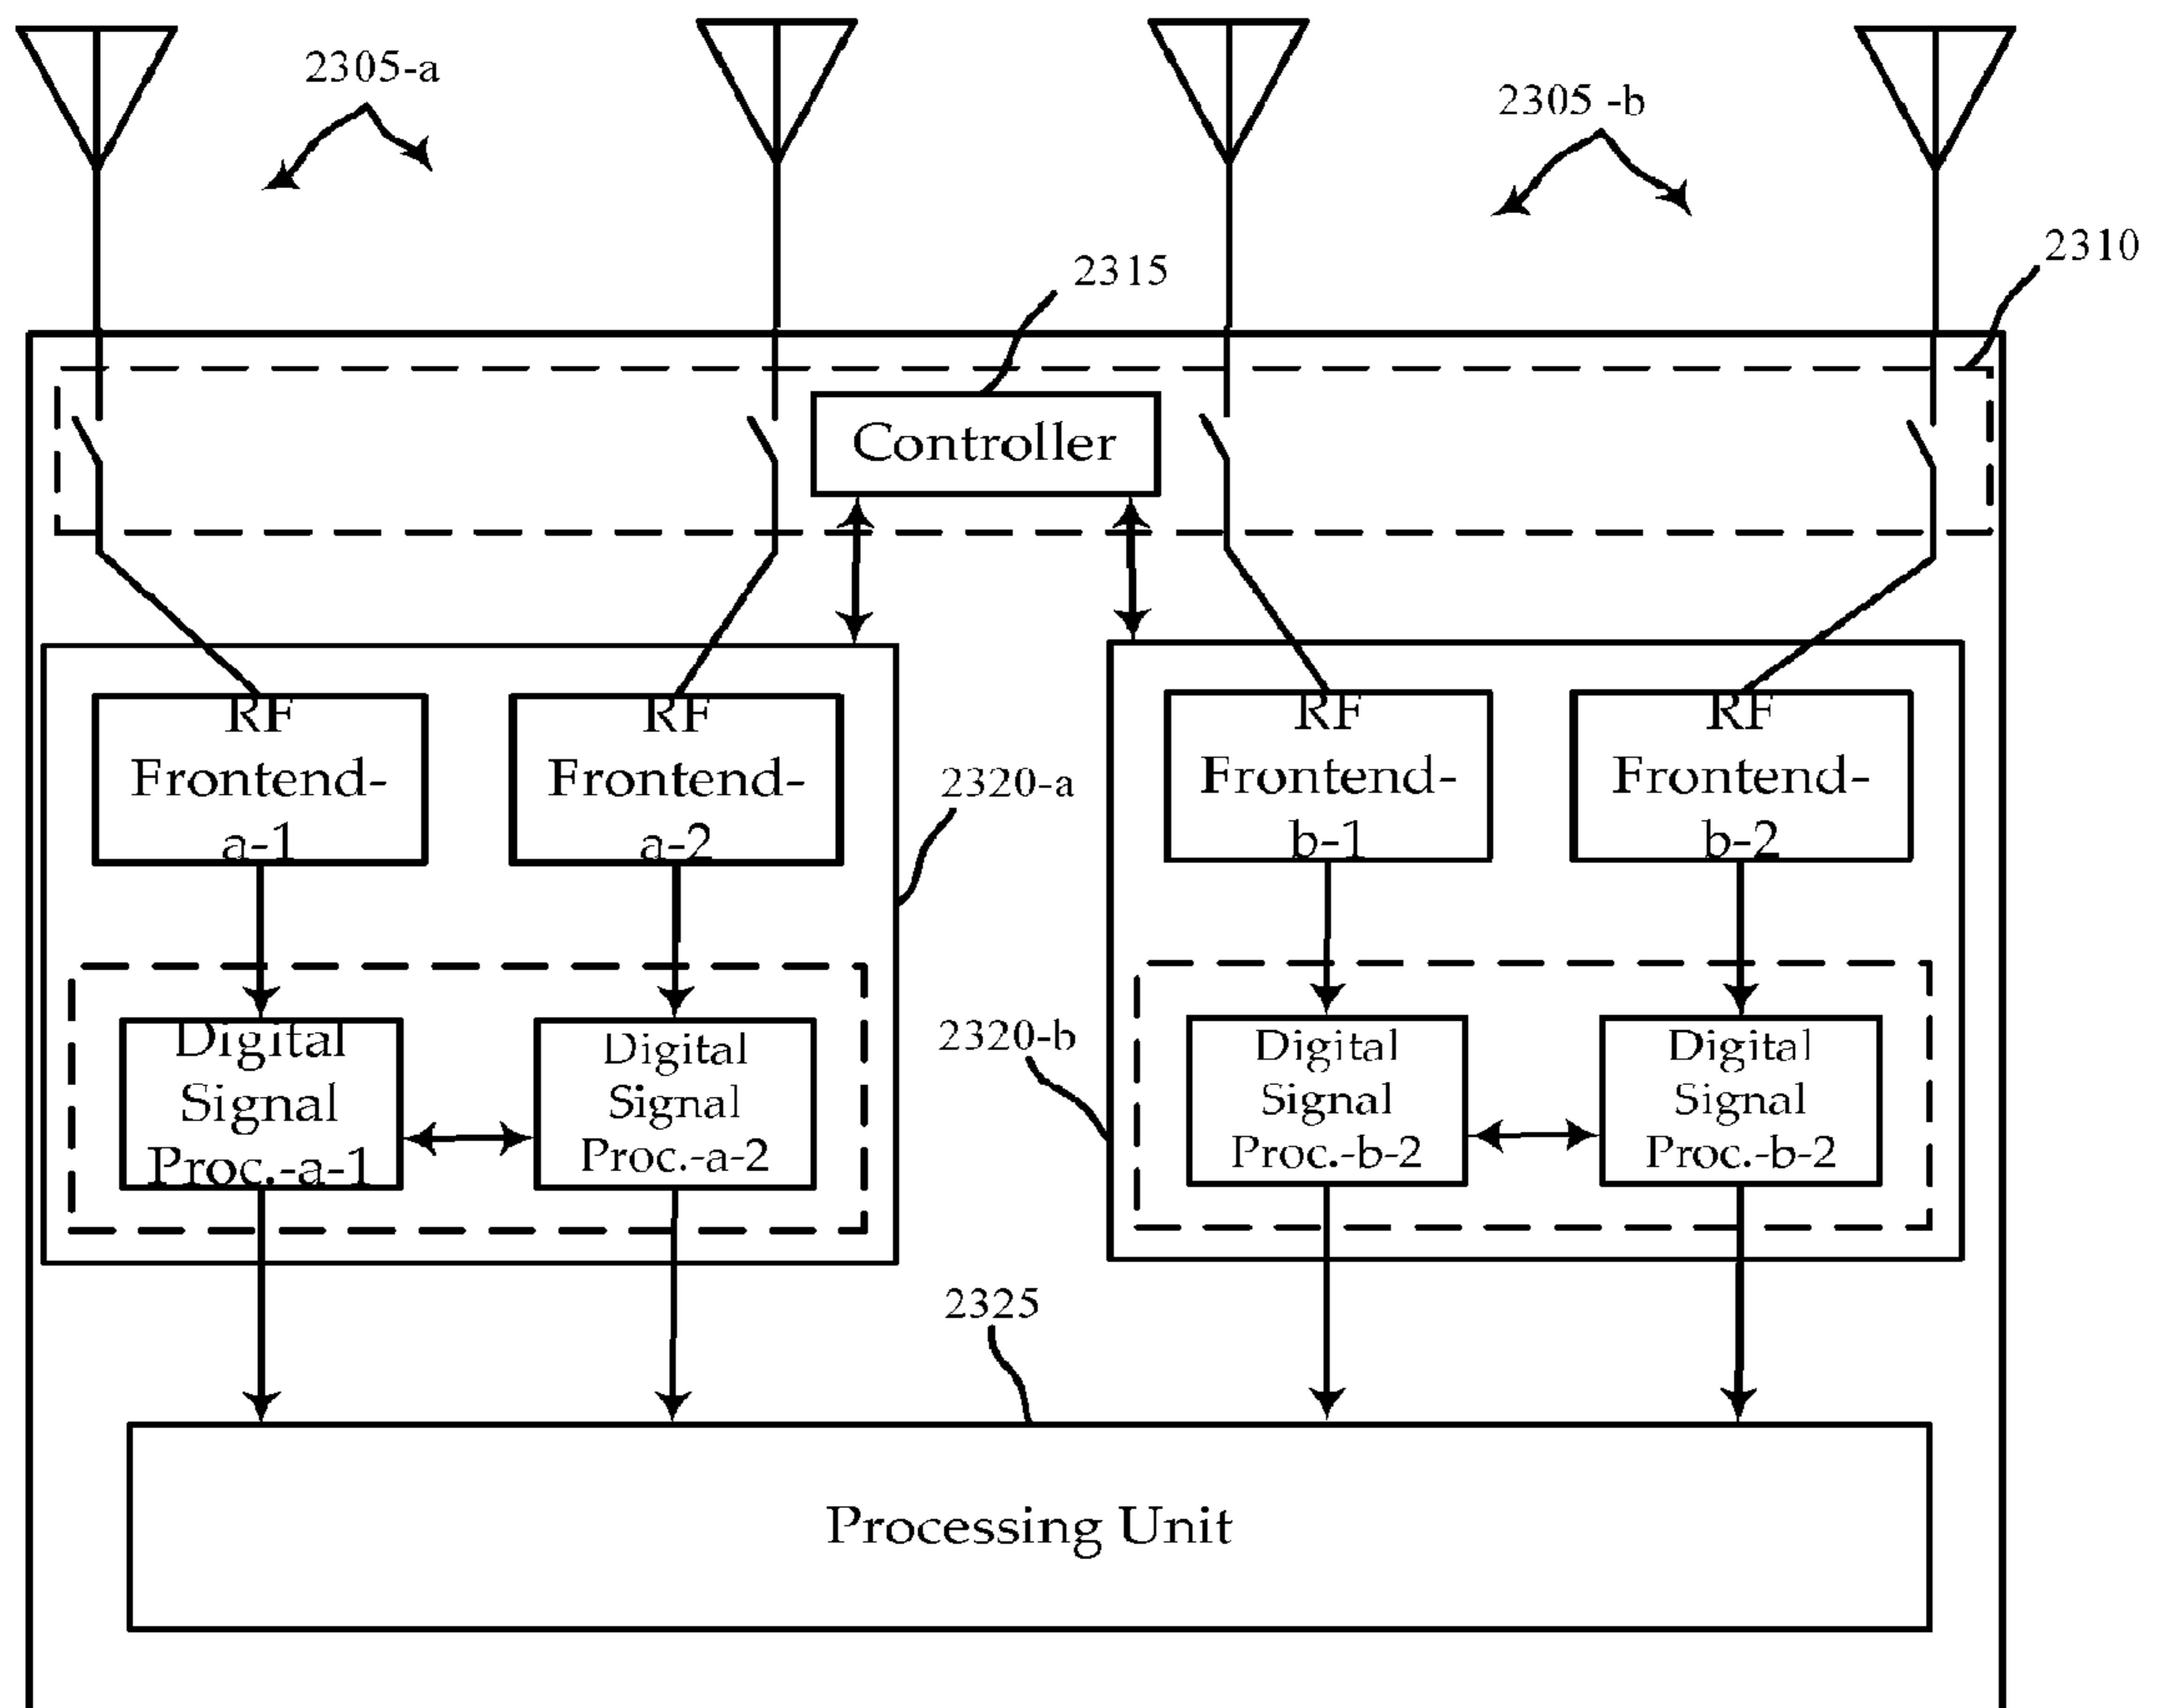 2305-a
2305 -b
2310
2315
Controller
RF
Frontend-
a-1
RF
Frontend-
a-2
RF
Frontend-
b-1
RF
Frontend-
b-2
2320-a
Digital
Signal
Proc.-a-1
Digital
Signal
Proc.-a-2
2320-b
Digital
Signal
Proc.-b-2
Digital
Signal
Proc.-b-2
2325
Processing Unit